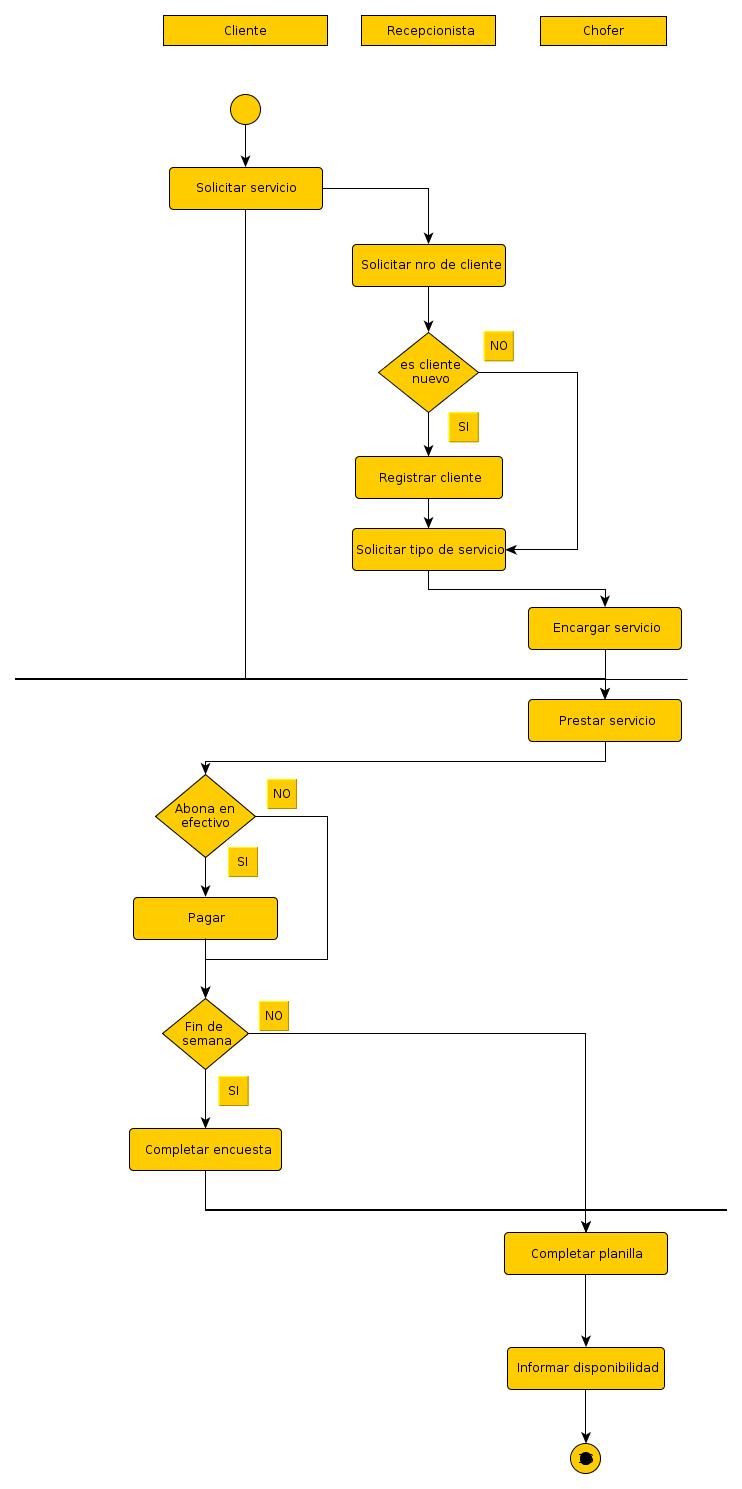 Cliente
Recepcionista
Chofer
Solicitar servicio
Solicitar nro de cliente
es cliente
nuevo
NO
SI
Registrar cliente
Solicitar tipo de servicio
Encargar servicio
Prestar servicio
Abona en
efectivo
NO
SI
Pagar
Fin de
semana
NO
SI
Completar encuesta
Completar planilla
Informar disponibilidad